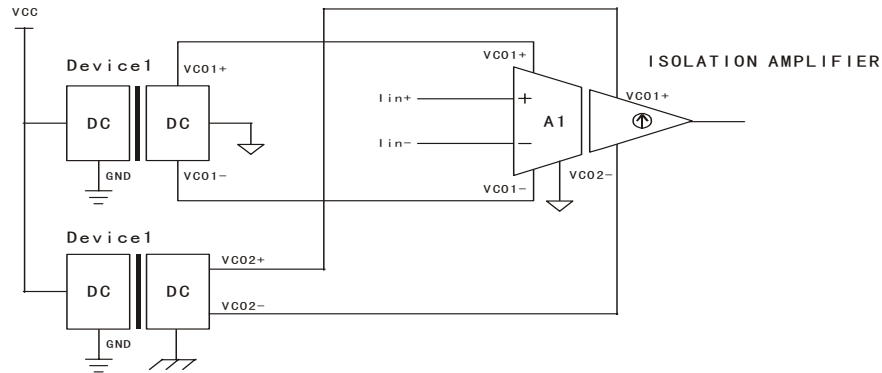 VCC
ISOLATION AMPLIFIER
Device1
VCO1+
VCO1+
VCO1+
Iin+
+
DC
DC
A1
Iin-
-
GND
VCO1-
VCO1-
VCO2-
Device1
VCO2+
DC
DC
VCO2-
GND